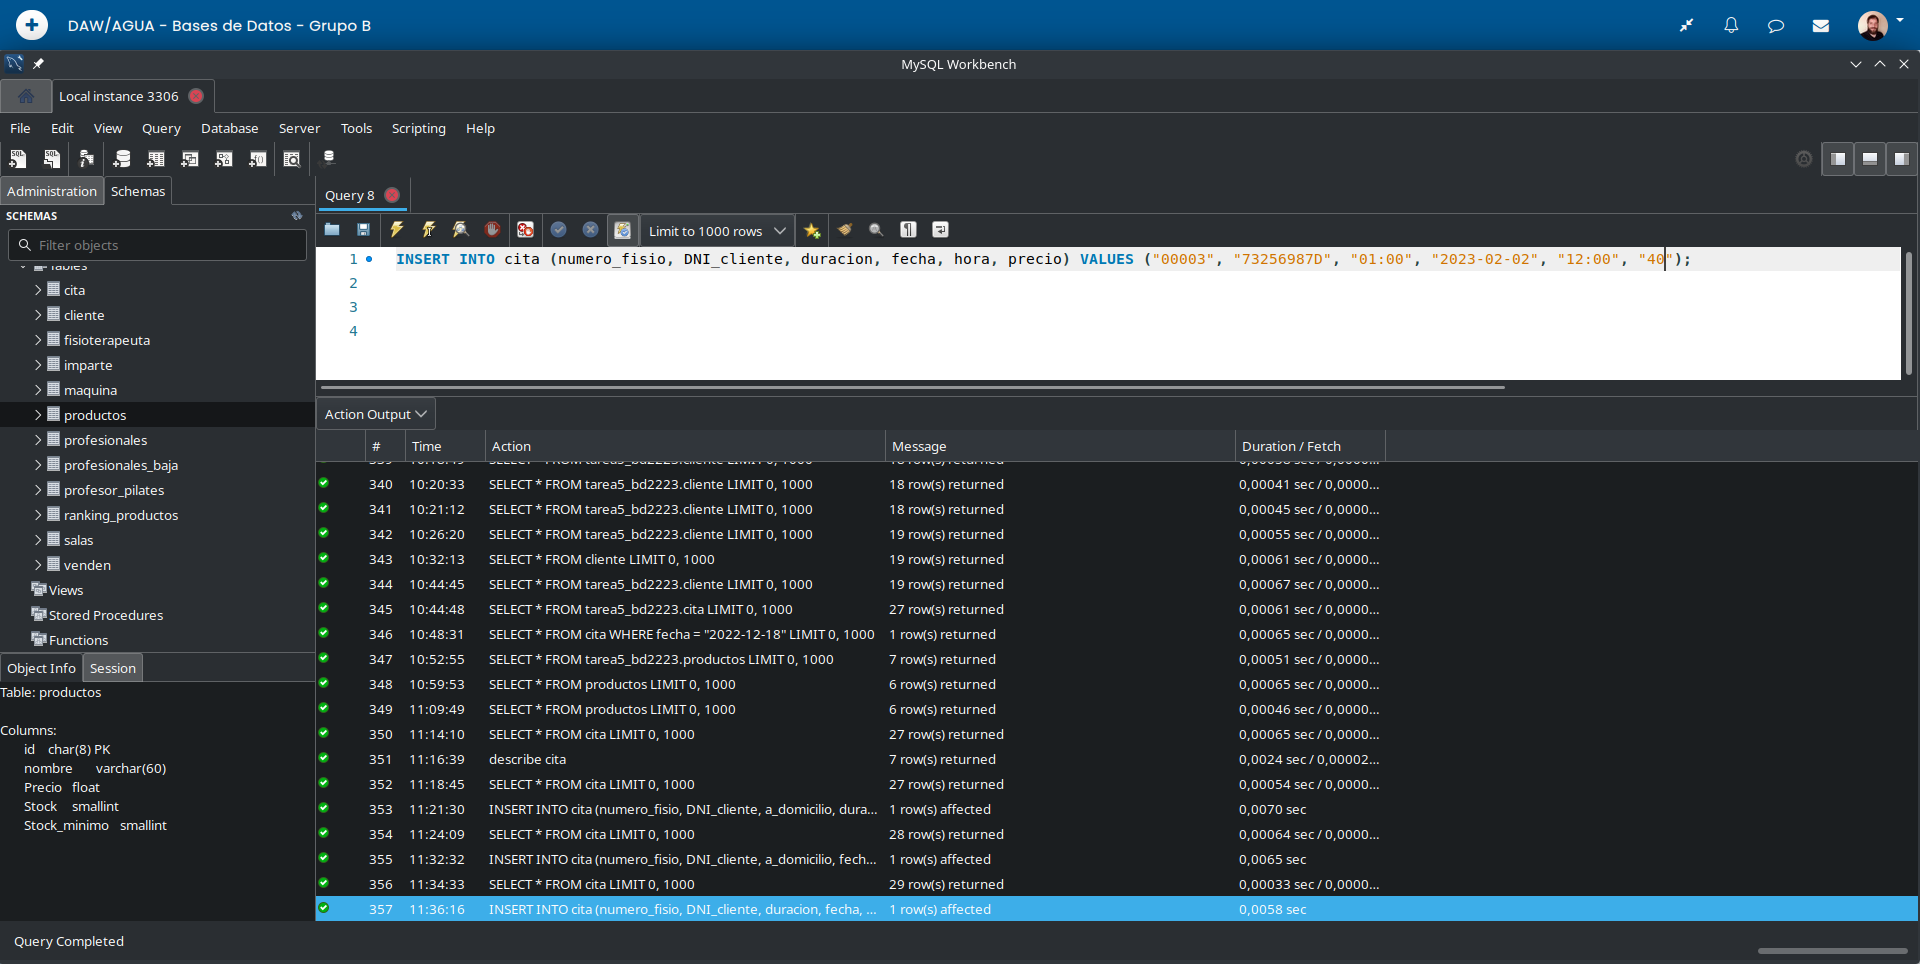 DAW/AGUA - Bases de Datos - Grupo B
MySQL Workbench
Local instance 3306
File Edit View Query Database Server Tools Scripting Help
Administration Schemas
SCHEMAS
Filter objects
Tables
cita
cliente
fisioterapeuta
imparte
maquina
productos
profesionales
profesionales_baja
profesor_pilates
ranking_productos
salas
venden
Views
Stored Procedures
Functions
Object Info Session
Table: productos
Columns:
id char(8) PK
nombre varchar(60)
Precio float
Stock smallint
Stock_minimo smallint
Query 8
Limit to 1000 rows
1 INSERT INTO cita (numero_fisio, DNI_cliente, duracion, fecha, hora, precio) VALUES ("00003", "73256987D", "01:00", "2023-02-02", "12:00", "40");
2
3
4
Action Output
# Time Action Message Duration / Fetch
339 10:18:49 SELECT * FROM tarea5_bd2223.cliente LIMIT 0, 1000 18 row(s) returned
340 10:20:33 SELECT * FROM tarea5_bd2223.cliente LIMIT 0, 1000 18 row(s) returned 0,00041 sec / 0,0000...
341 10:21:12 SELECT * FROM tarea5_bd2223.cliente LIMIT 0, 1000 18 row(s) returned 0,00045 sec / 0,0000...
342 10:26:20 SELECT * FROM tarea5_bd2223.cliente LIMIT 0, 1000 19 row(s) returned 0,00055 sec / 0,0000...
343 10:32:13 SELECT * FROM cliente LIMIT 0, 1000 19 row(s) returned 0,00061 sec / 0,0000...
344 10:44:45 SELECT * FROM tarea5_bd2223.cliente LIMIT 0, 1000 19 row(s) returned 0,00067 sec / 0,0000...
345 10:44:48 SELECT * FROM tarea5_bd2223.cita LIMIT 0, 1000 27 row(s) returned 0,00061 sec / 0,0000...
346 10:48:31 SELECT * FROM cita WHERE fecha = "2022-12-18" LIMIT 0, 1000 1 row(s) returned 0,00065 sec / 0,0000...
347 10:52:55 SELECT * FROM tarea5_bd2223.productos LIMIT 0, 1000 7 row(s) returned 0,00051 sec / 0,0000...
348 10:59:53 SELECT * FROM productos LIMIT 0, 1000 6 row(s) returned 0,00065 sec / 0,0000...
349 11:09:49 SELECT * FROM productos LIMIT 0, 1000 6 row(s) returned 0,00046 sec / 0,0000...
350 11:14:10 SELECT * FROM cita LIMIT 0, 1000 27 row(s) returned 0,00065 sec / 0,0000...
351 11:16:39 describe cita 7 row(s) returned 0,0024 sec / 0,00002...
352 11:18:45 SELECT * FROM cita LIMIT 0, 1000 27 row(s) returned 0,00054 sec / 0,0000...
353 11:21:30 INSERT INTO cita (numero_fisio, DNI_cliente, a_domicilio, dura... 1 row(s) affected 0,0070 sec
354 11:24:09 SELECT * FROM cita LIMIT 0, 1000 28 row(s) returned 0,00064 sec / 0,0000...
355 11:32:32 INSERT INTO cita (numero_fisio, DNI_cliente, a_domicilio, fech... 1 row(s) affected 0,0065 sec
356 11:34:33 SELECT * FROM cita LIMIT 0, 1000 29 row(s) returned 0,00033 sec / 0,0000...
357 11:36:16 INSERT INTO cita (numero_fisio, DNI_cliente, duracion, fecha, ... 1 row(s) affected 0,0058 sec
Query Completed